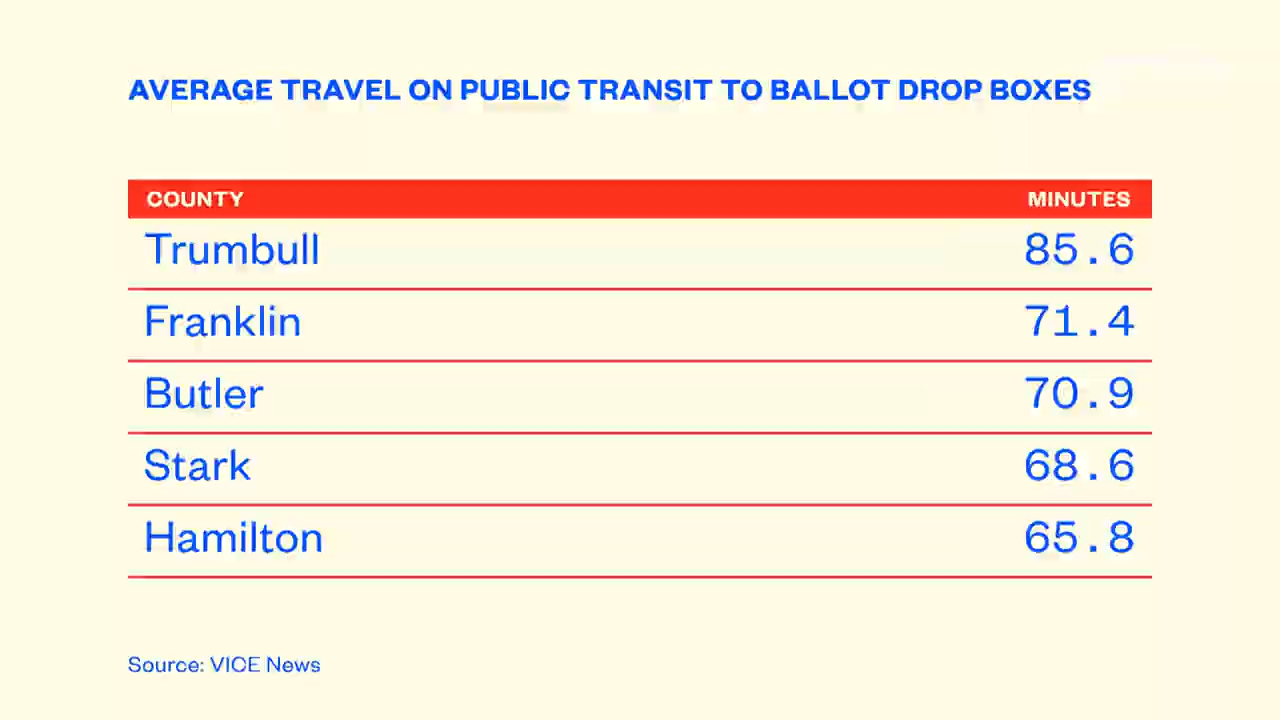 AVERAGE TRAVEL ON PUBLIC TRANSIT TO BALLOT DROP BOXES
COUNTY MINUTES
Trumbull 85.6
Franklin 71.4
Butler 70.9
Stark 68.6
Hamilton 65.8
Source: VICE News